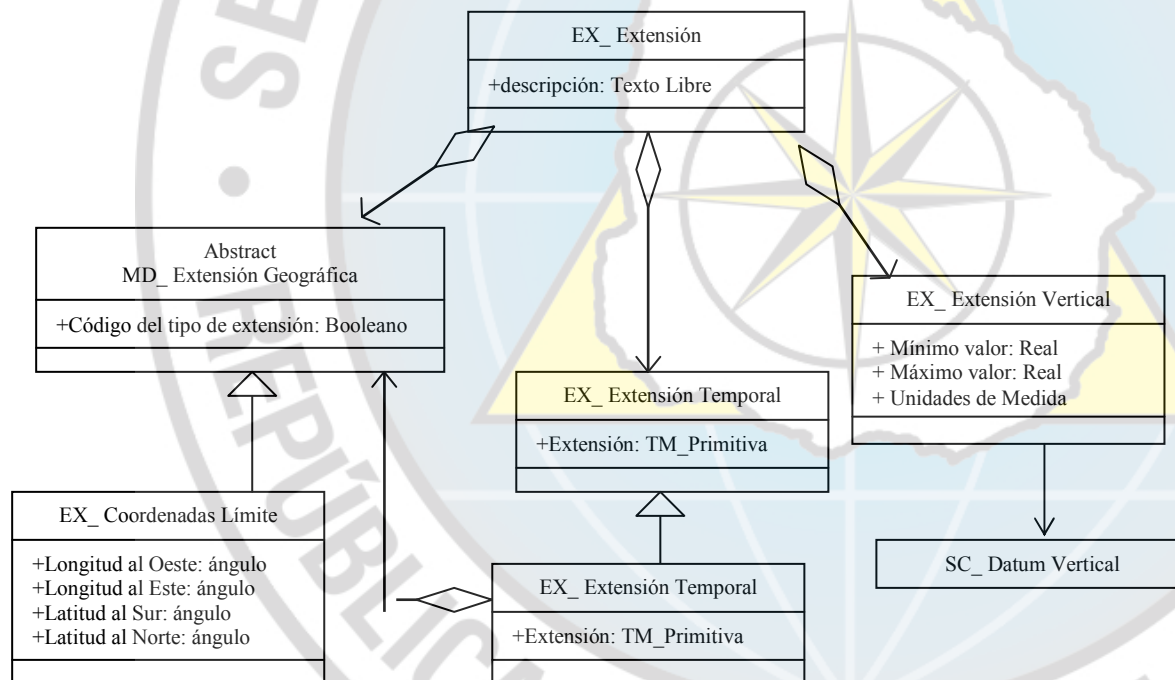 EX_ Extensión
+descripción: Texto Libre
Abstract
MD_ Extensión Geográfica
+Código del tipo de extensión: Booleano
EX_ Extensión Vertical
+ Mínimo valor: Real
+ Máximo valor: Real
+ Unidades de Medida
EX_ Extensión Temporal
+Extensión: TM_Primitiva
EX_ Coordenadas Límite
+Longitud al Oeste: ángulo
+Longitud al Este: ángulo
+Latitud al Sur: ángulo
+Latitud al Norte: ángulo
EX_ Extensión Temporal
+Extensión: TM_Primitiva
SC_ Datum Vertical
SE
REPÚBLIC